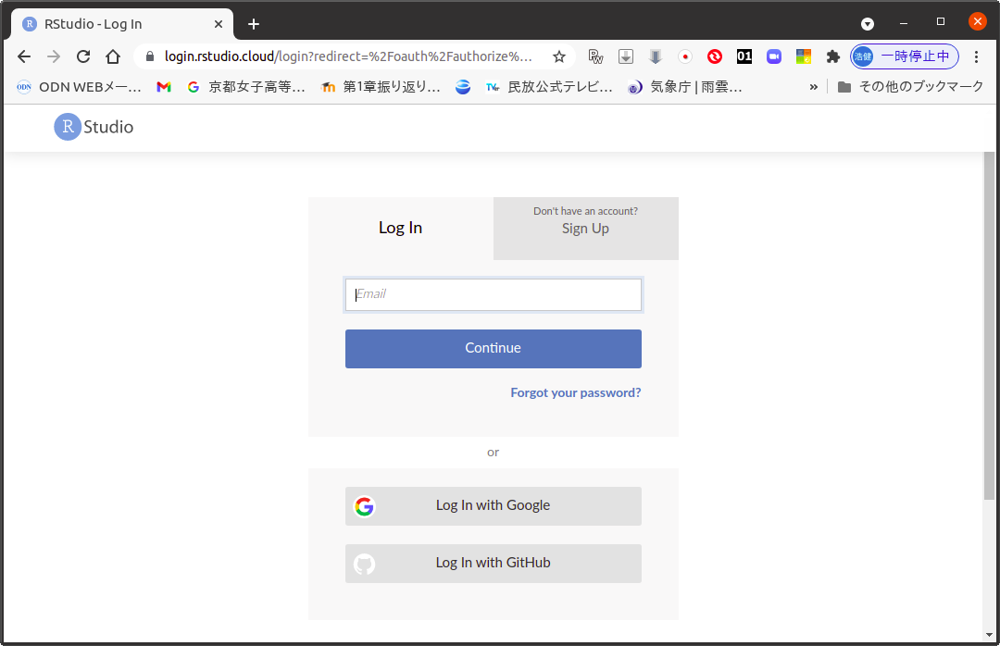 R RStudio - Log In
login.rstudio.cloud/login?redirect=%2Foauth%2Fauthorize%...
01
浩健 一時停止中
ODN ODN WEBメー... 京都女子高等... 第1章振り返り... TVer 民放公式テレビ... 気象庁 | 雨雲... » その他のブックマーク
R Studio
Log In
Don't have an account?
Sign Up
Email
Continue
Forgot your password?
or
Log In with Google
Log In with GitHub